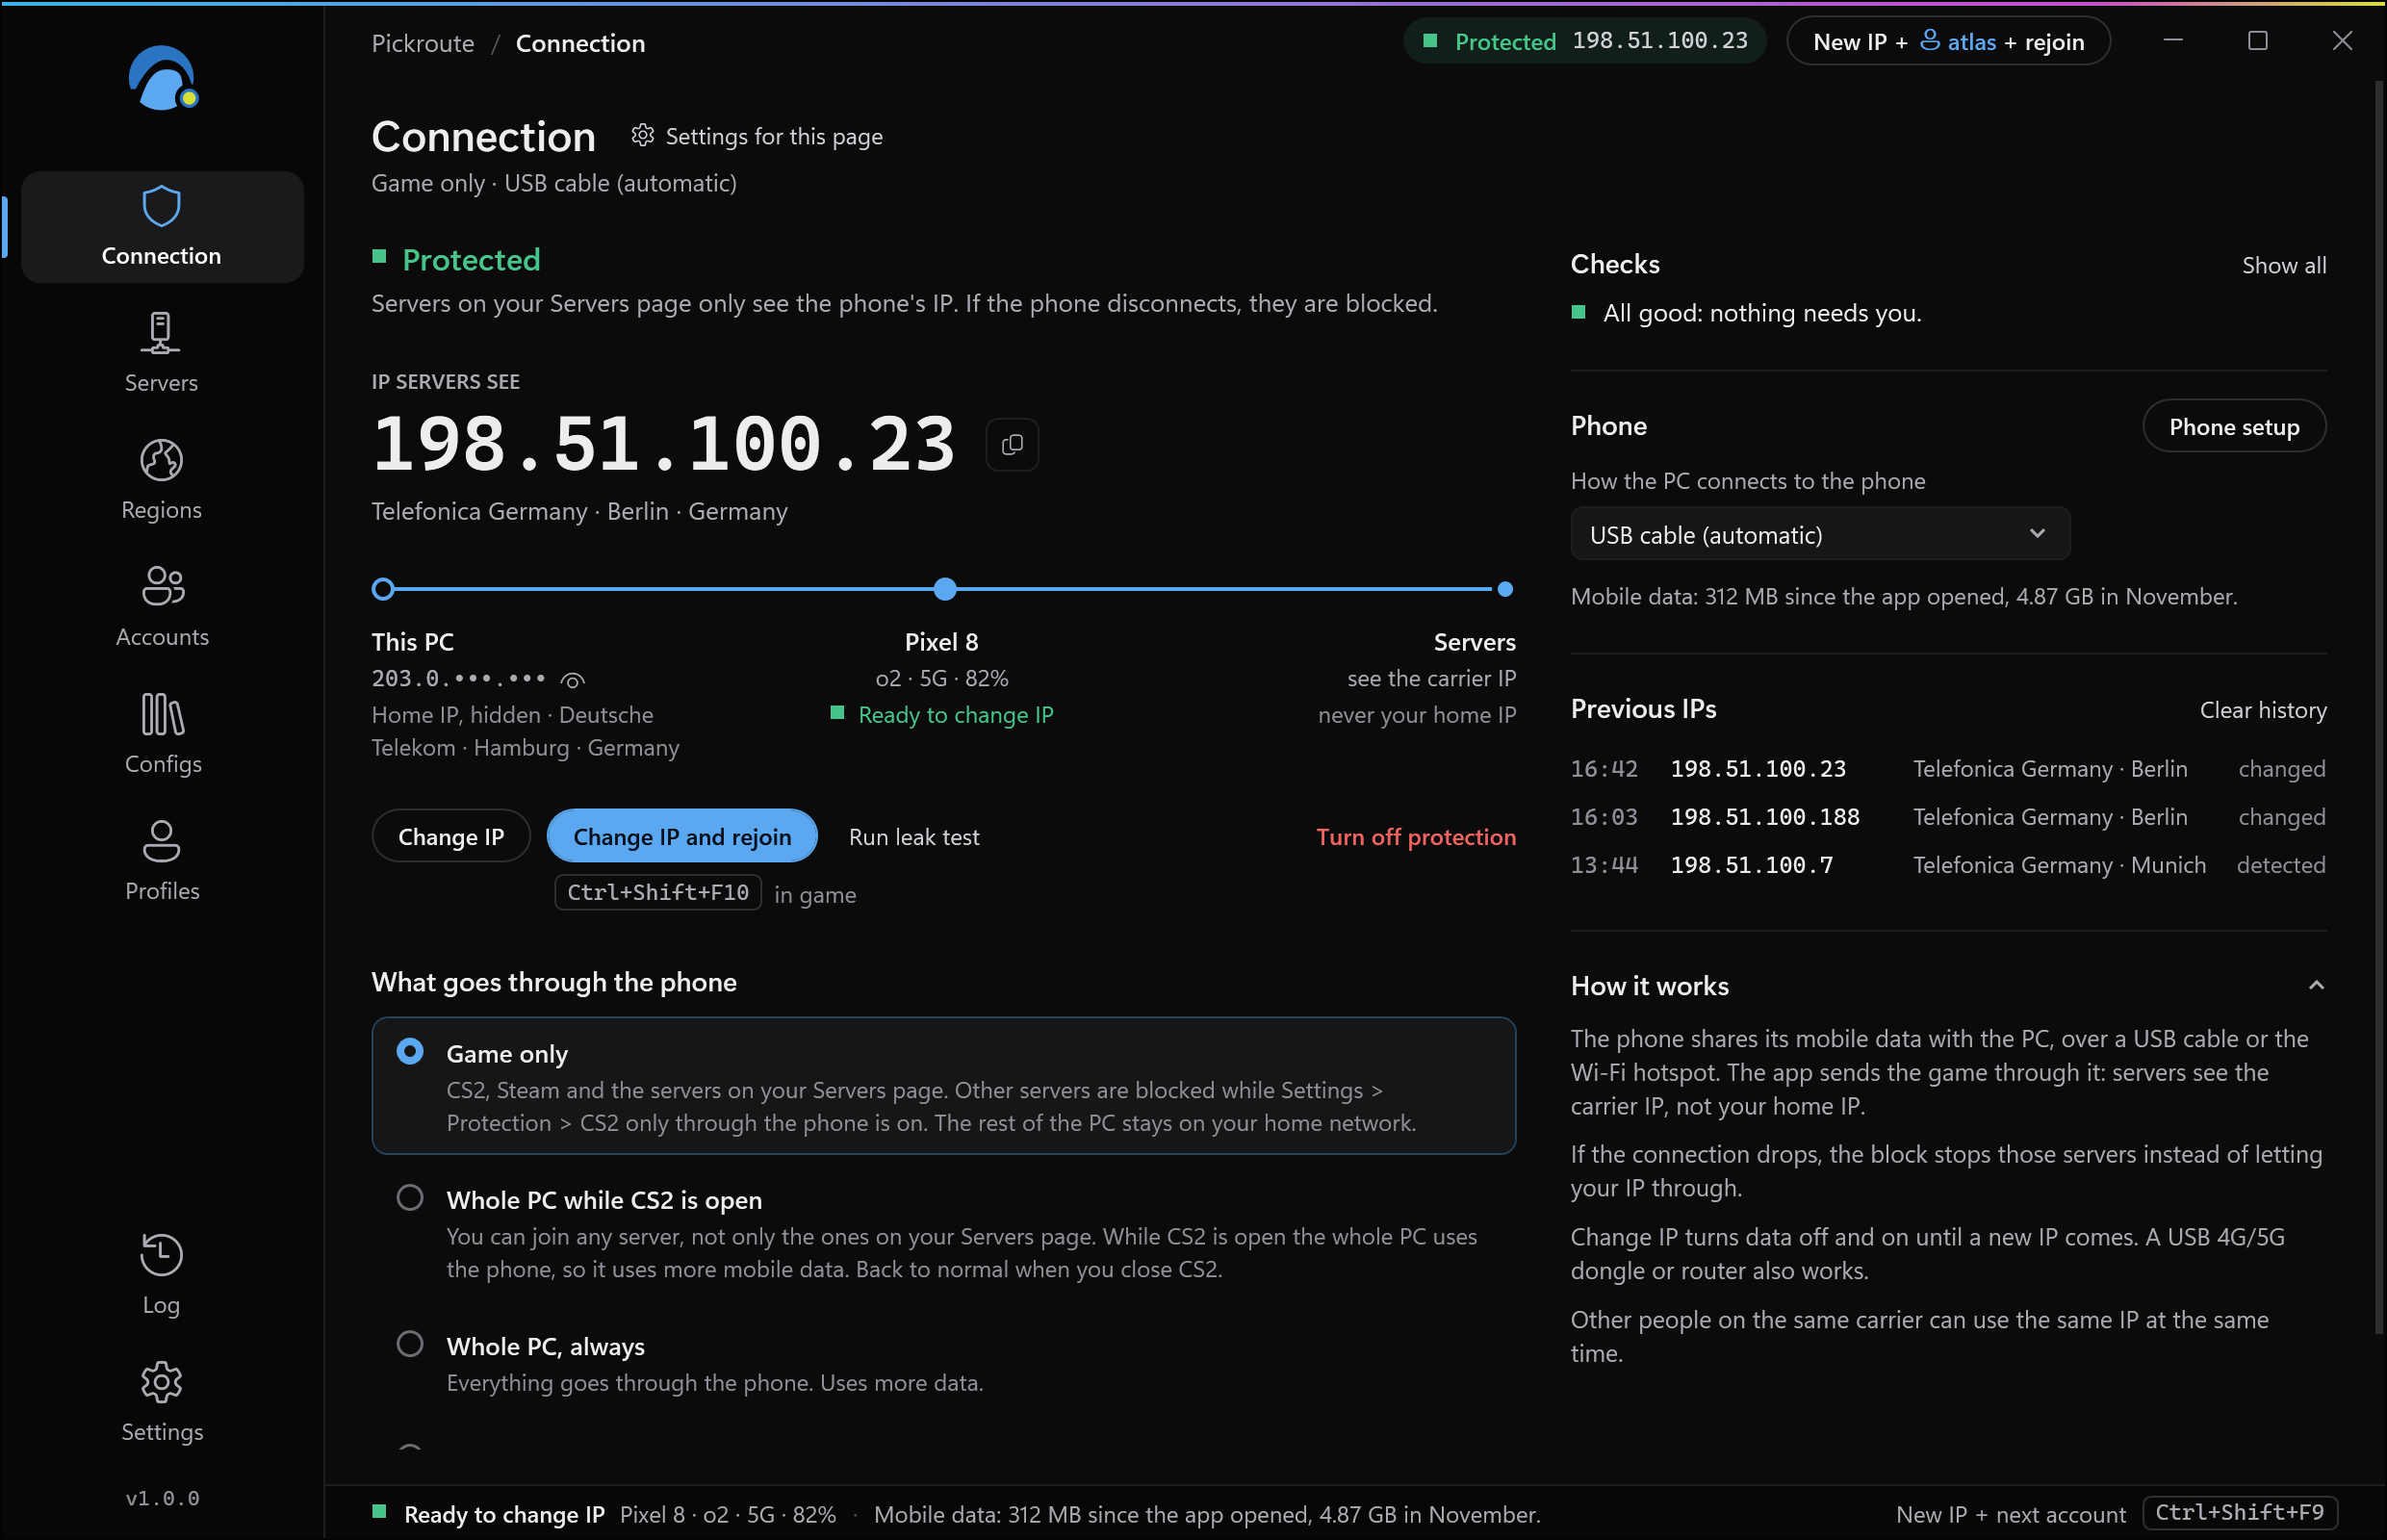 Pickroute / Connection
Protected 198.51.100.23
New IP + atlas + rejoin
Connection
Servers
Regions
Accounts
Configs
Profiles
Log
Settings
v1.0.0
Connection
Settings for this page
Game only · USB cable (automatic)
Protected
Servers on your Servers page only see the phone's IP. If the phone disconnects, they are blocked.
IP SERVERS SEE
198.51.100.23
Telefonica Germany · Berlin · Germany
This PC
203.0.•••.•••
Home IP, hidden · Deutsche
Telekom · Hamburg · Germany
Pixel 8
o2 · 5G · 82%
Ready to change IP
Servers
see the carrier IP
never your home IP
Change IP
Change IP and rejoin
Run leak test
Turn off protection
Ctrl+Shift+F10 in game
What goes through the phone
Game only
CS2, Steam and the servers on your Servers page. Other servers are blocked while Settings >
Protection > CS2 only through the phone is on. The rest of the PC stays on your home network.
Whole PC while CS2 is open
You can join any server, not only the ones on your Servers page. While CS2 is open the whole PC uses
the phone, so it uses more mobile data. Back to normal when you close CS2.
Whole PC, always
Everything goes through the phone. Uses more data.
Checks
Show all
All good: nothing needs you.
Phone
Phone setup
How the PC connects to the phone
USB cable (automatic)
Mobile data: 312 MB since the app opened, 4.87 GB in November.
Previous IPs
Clear history
16:42 198.51.100.23 Telefonica Germany · Berlin changed
16:03 198.51.100.188 Telefonica Germany · Berlin changed
13:44 198.51.100.7 Telefonica Germany · Munich detected
How it works
The phone shares its mobile data with the PC, over a USB cable or the
Wi-Fi hotspot. The app sends the game through it: servers see the
carrier IP, not your home IP.
If the connection drops, the block stops those servers instead of letting
your IP through.
Change IP turns data off and on until a new IP comes. A USB 4G/5G
dongle or router also works.
Other people on the same carrier can use the same IP at the same
time.
Ready to change IP Pixel 8 · o2 · 5G · 82% · Mobile data: 312 MB since the app opened, 4.87 GB in November.
New IP + next account Ctrl+Shift+F9